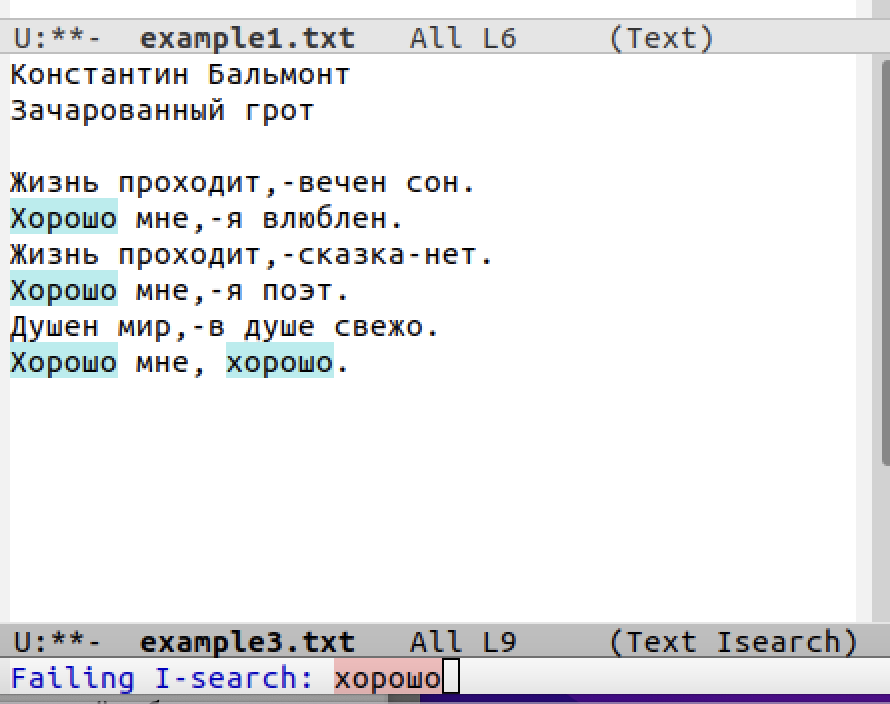 U:**-  example1.txt   All L6     (Text)
Константин Бальмонт
Зачарованный грот
Жизнь проходит,-вечен сон.
Хорошо мне,-я влюблен.
Жизнь проходит,-сказка-нет.
Хорошо мне,-я поэт.
Душен мир,-в душе свежо.
Хорошо мне, хорошо.
U:**-  example3.txt   All L9     (Text Isearch)
Failing I-search: хорошо